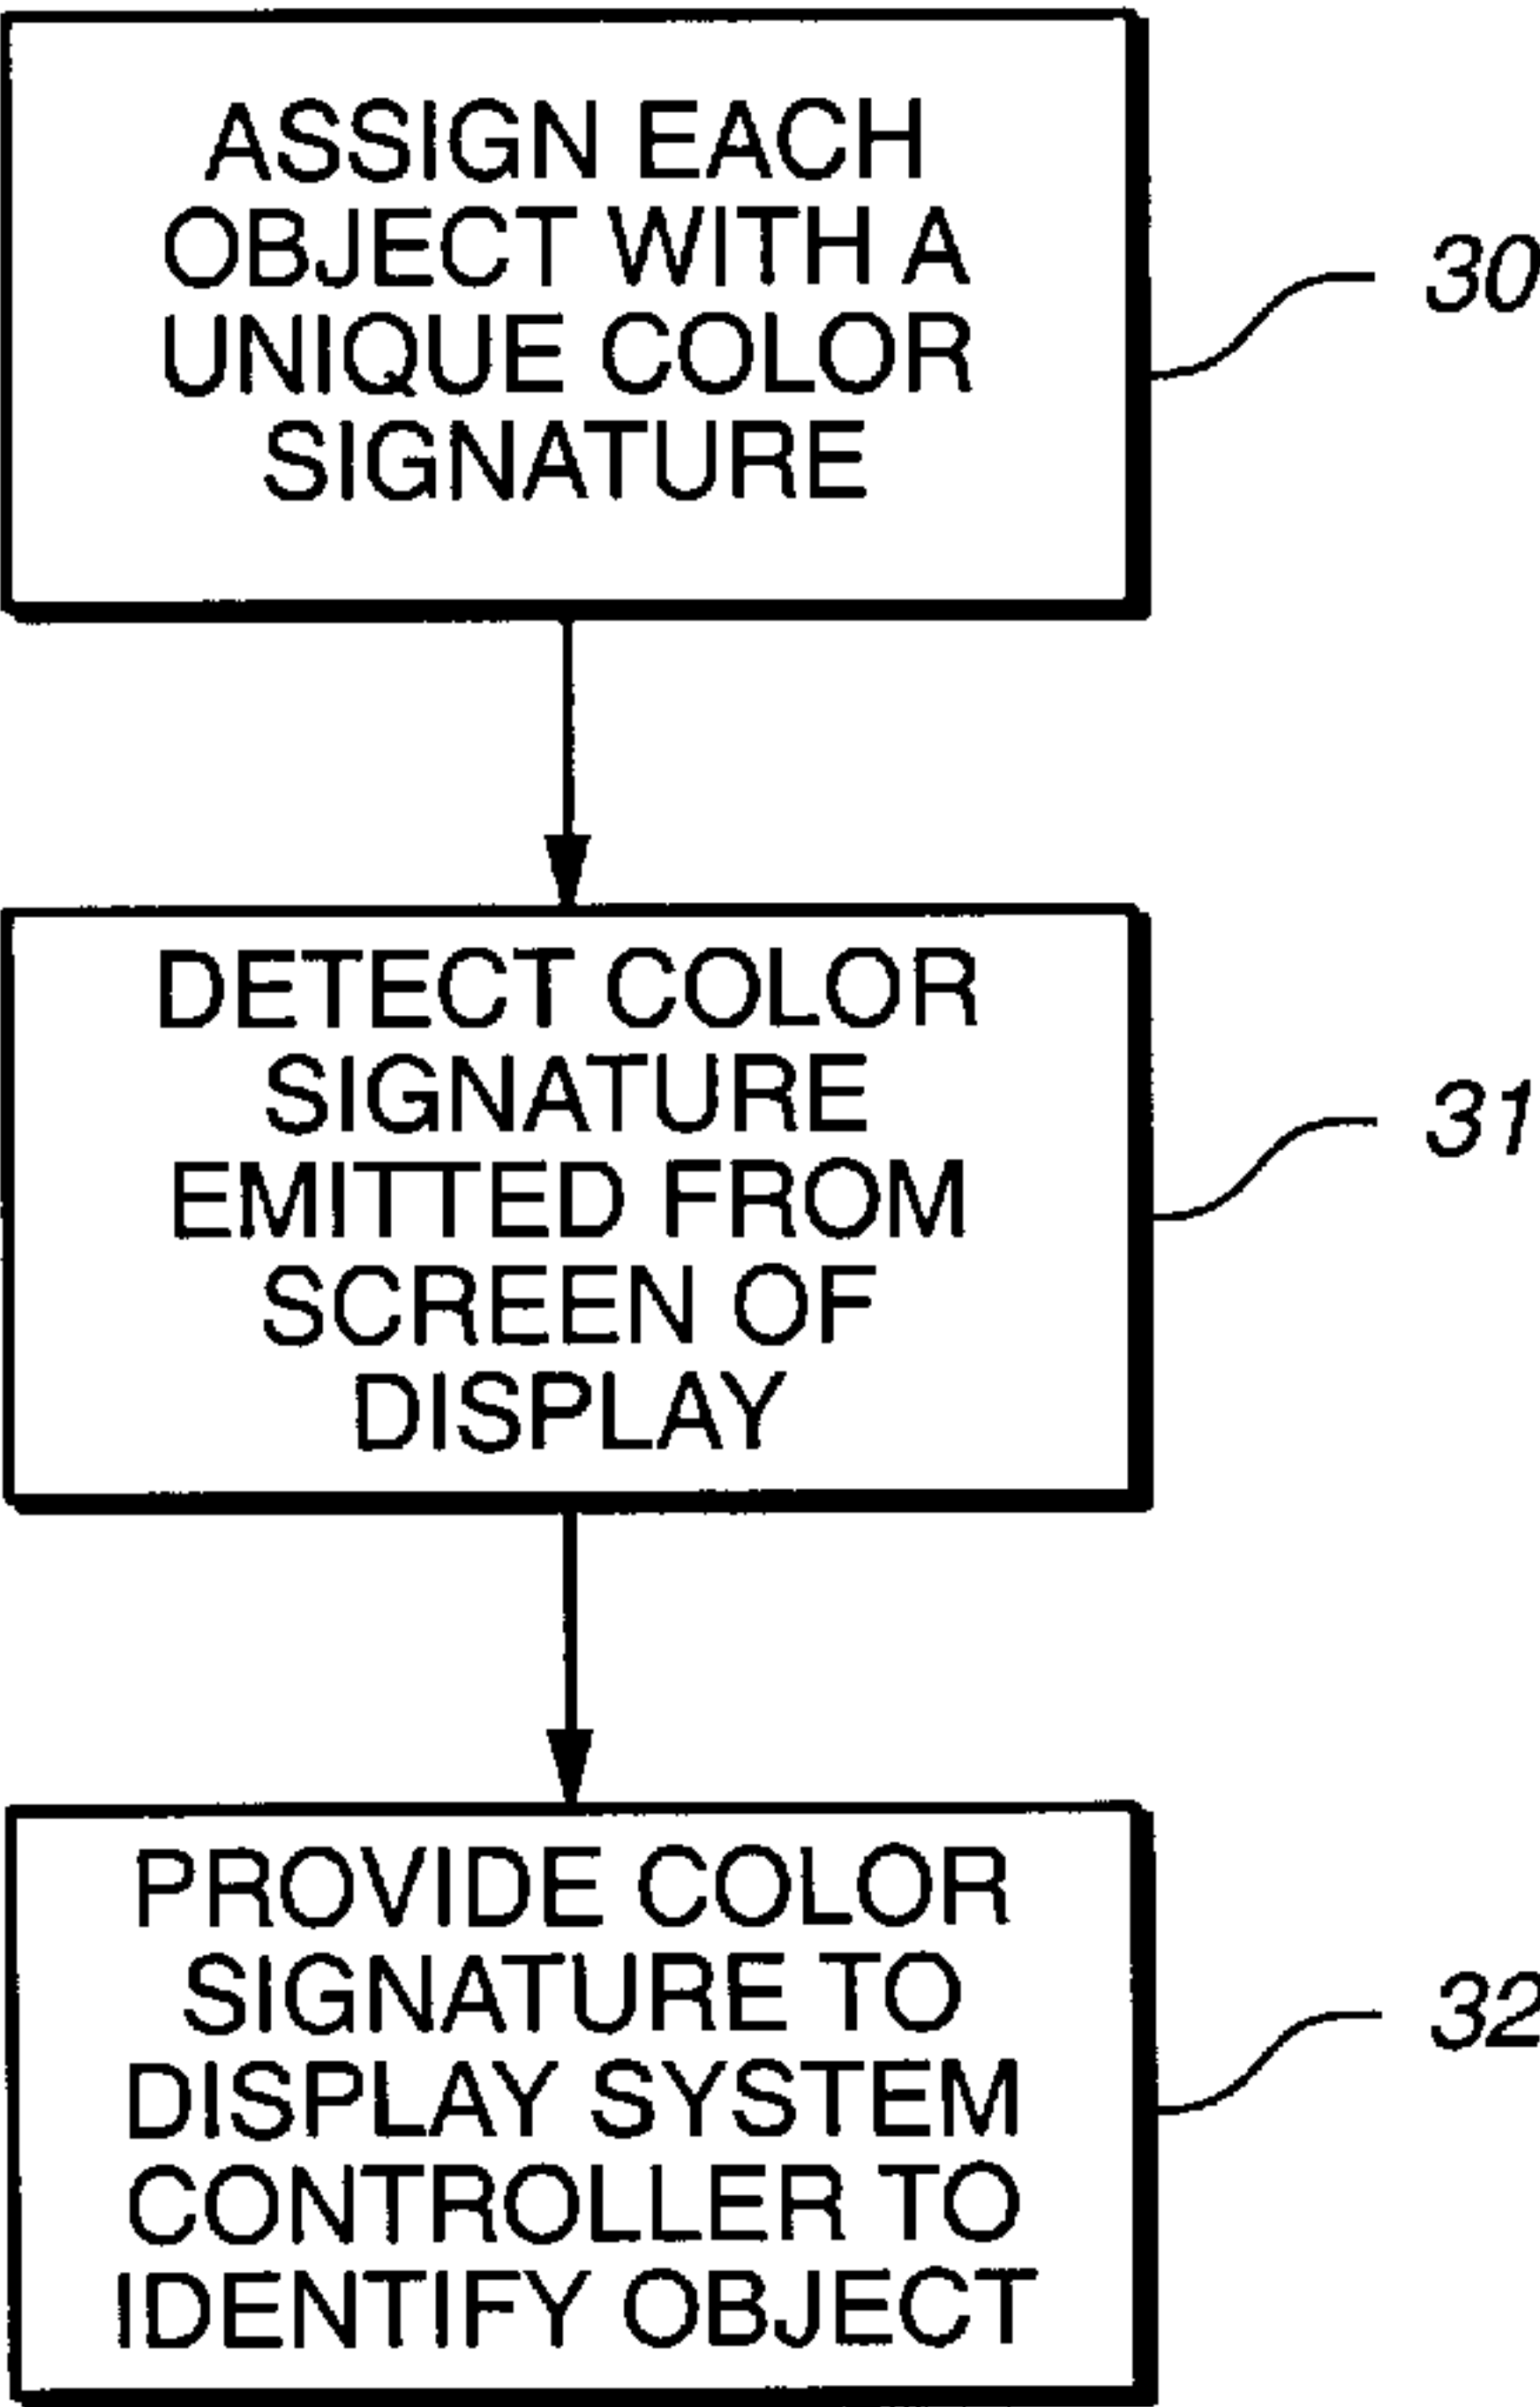 ASSIGN EACH
OBJECT WITH A
UNIQUE COLOR
SIGNATURE
30
DETECT COLOR
SIGNATURE
EMITTED FROM
SCREEN OF
DISPLAY
31
PROVIDE COLOR
SIGNATURE TO
DISPLAY SYSTEM
CONTROLLER TO
IDENTIFY OBJECT
32